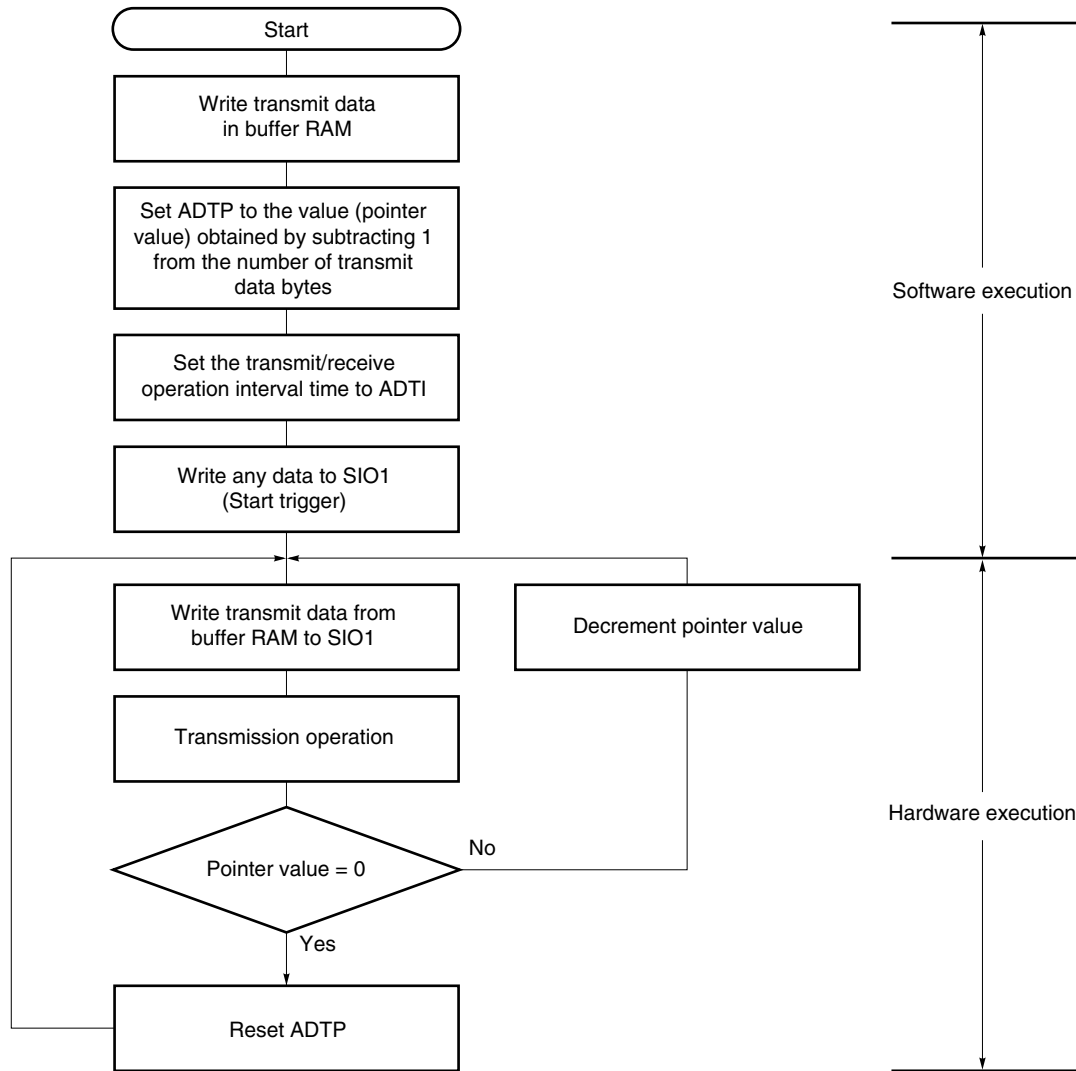 Start
Write transmit data
in buffer RAM
Set ADTP to the value (pointer
value) obtained by subtracting 1
from the number of transmit
data bytes
Software execution
Set the transmit/receive
operation interval time to ADTI
Write any data to SIO1
(Start trigger)
Write transmit data from
buffer RAM to SIO1
Decrement pointer value
Transmission operation
Hardware execution
Pointer value = 0
No
Yes
Reset ADTP